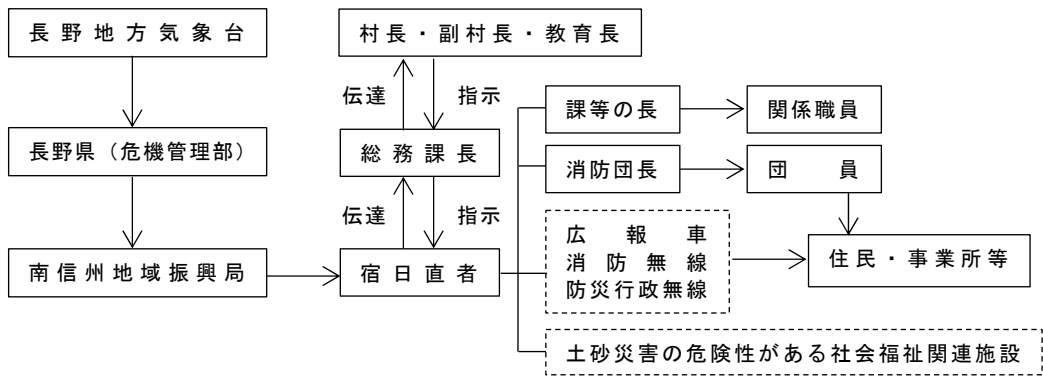 長野地方気象台
村長・副村長・教育長
伝達
指示
課等の長
関係職員
長野県（危機管理部）
総務課長
消防団長
団員
伝達
指示
広報車
消防無線
防災行政無線
住民・事業所等
南信州地域振興局
宿日直者
土砂災害の危険性がある社会福祉関連施設